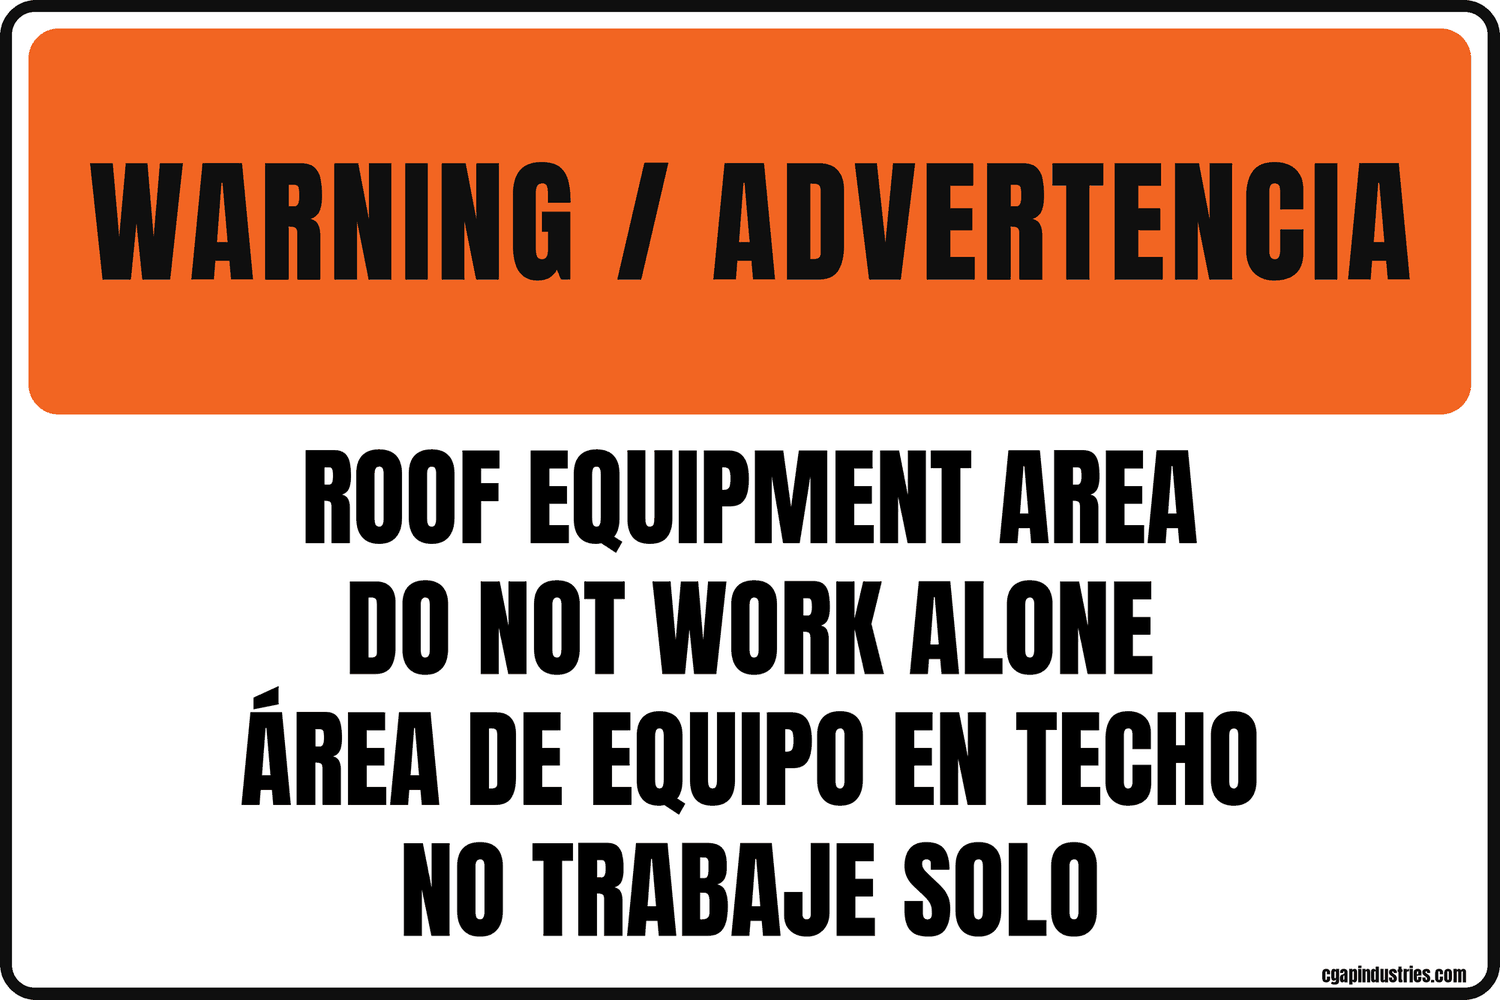 WARNING / ADVERTENCIA
ROOF EQUIPMENT AREA
DO NOT WORK ALONE
ÁREA DE EQUIPO EN TECHO
NO TRABAJE SOLO
cgapindustries.com